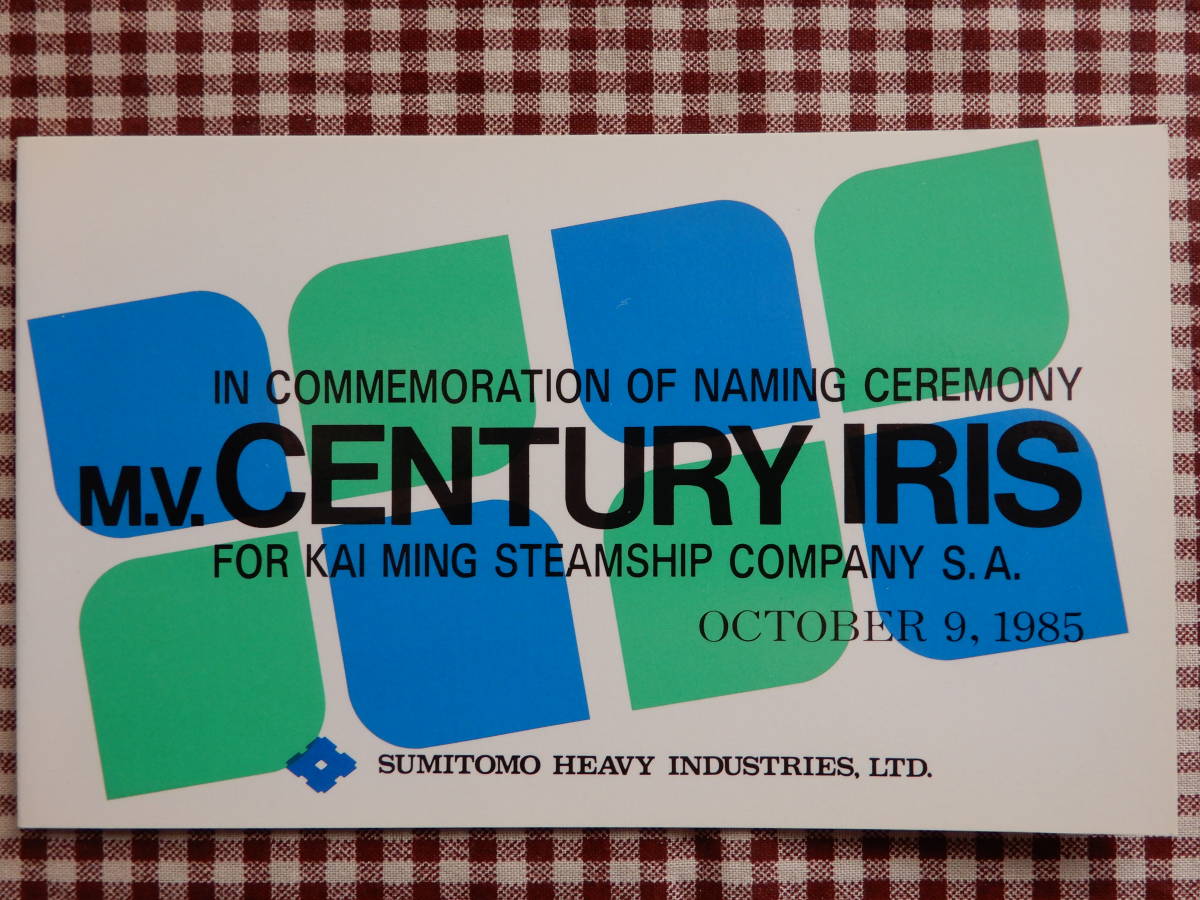 IN COMMEMORATION OF NAMING CEREMONY
M.V. CENTURY IRIS
FOR KAI MING STEAMSHIP COMPANY S.A.
OCTOBER 9, 1985
SUMITOMO HEAVY INDUSTRIES, LTD.